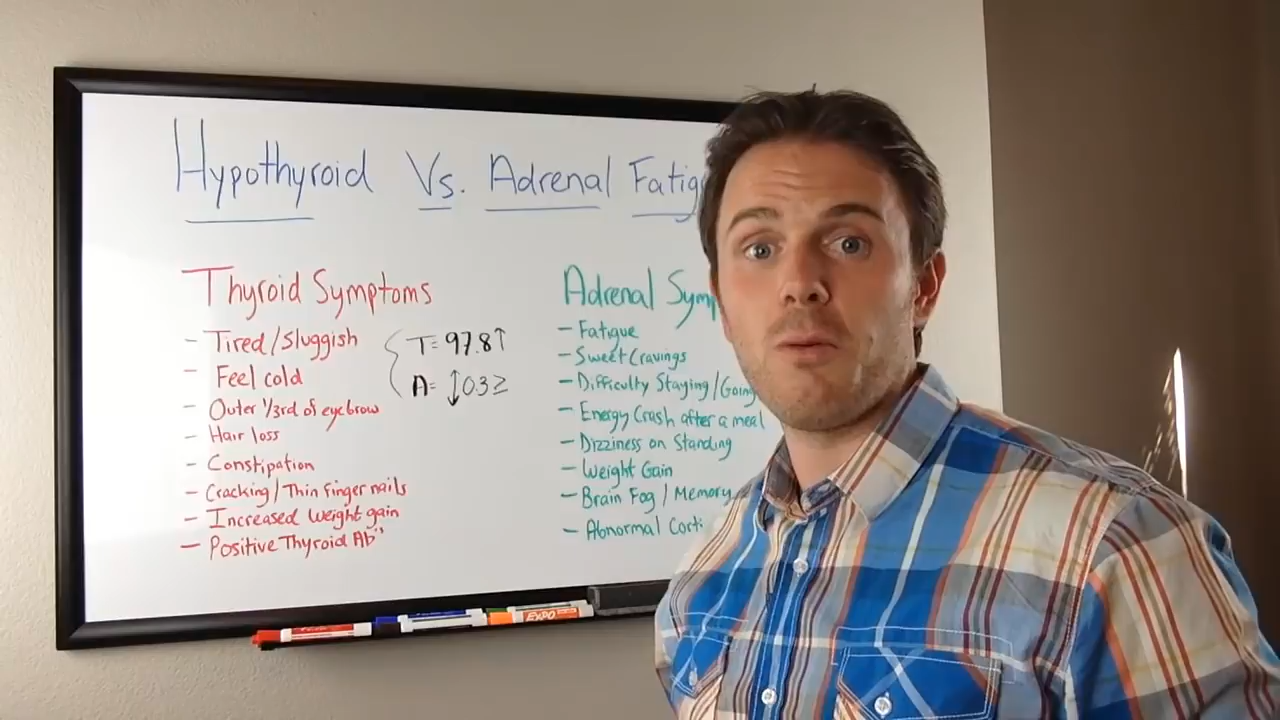 Hypothyroid Vs. Adrenal Fatig
Thyroid Symptoms
- Tired/Sluggish
- Feel cold
- Outer 1/3rd of eyebrow
- Hair loss
- Constipation
- Cracking/Thin finger nails
- Increased weight gain
- Positive Thyroid Ab's
T= 97.8↑
A= ↕0.3 ≥
Adrenal Symp
- Fatigue
- Sweet Cravings
- Difficulty Staying/Going
- Energy Crash after a meal
- Dizziness on Standing
- Weight Gain
- Brain Fog / Memory
- Abnormal Corti
EXPO